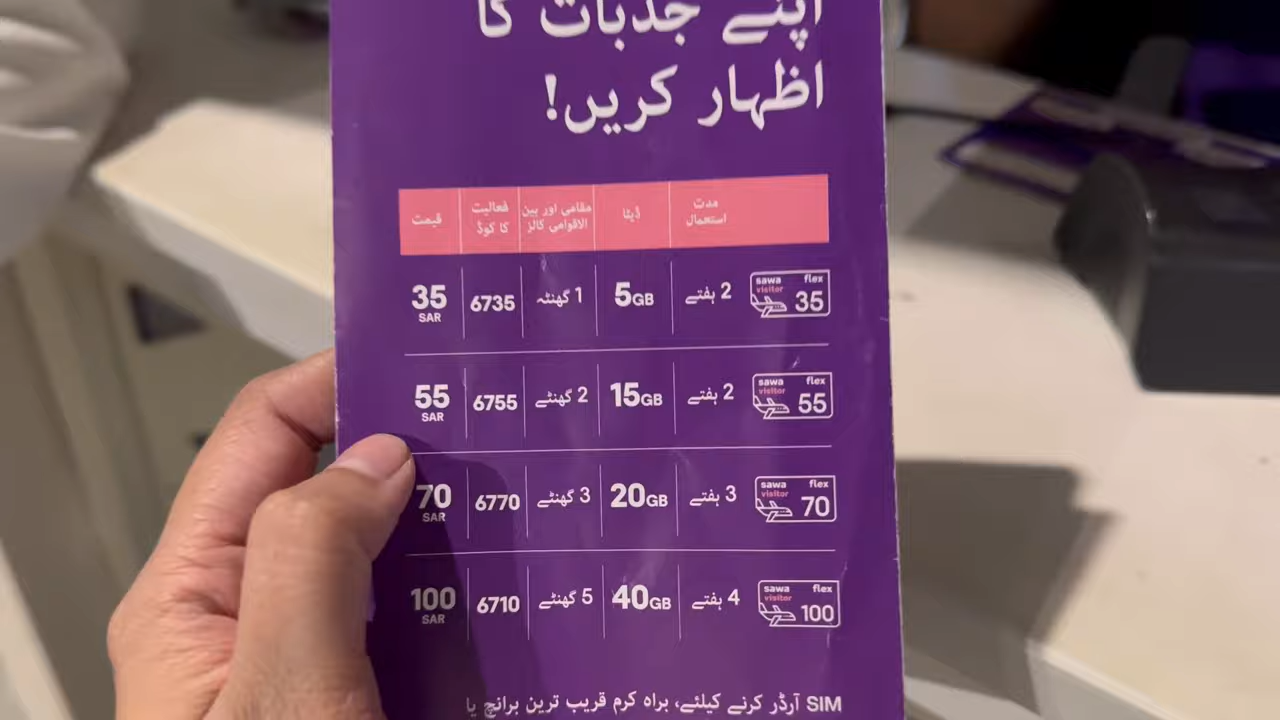 اپنے جذبات کا
اظہار کریں!
مدت استعمال ڈیٹا مقامی اور بین الاقوامی کالز فعالیت کا کوڈ قیمت
sawa visitor flex 35 2 ہفتے 5GB 1 گھنٹہ 6735 35 SAR
sawa visitor flex 55 2 ہفتے 15GB 2 گھنٹے 6755 55 SAR
sawa visitor flex 70 3 ہفتے 20GB 3 گھنٹے 6770 70 SAR
sawa visitor flex 100 4 ہفتے 40GB 5 گھنٹے 6710 100 SAR
SIM آرڈر کرنے کیلئے، براہ کرم قریب ترین برانچ یا